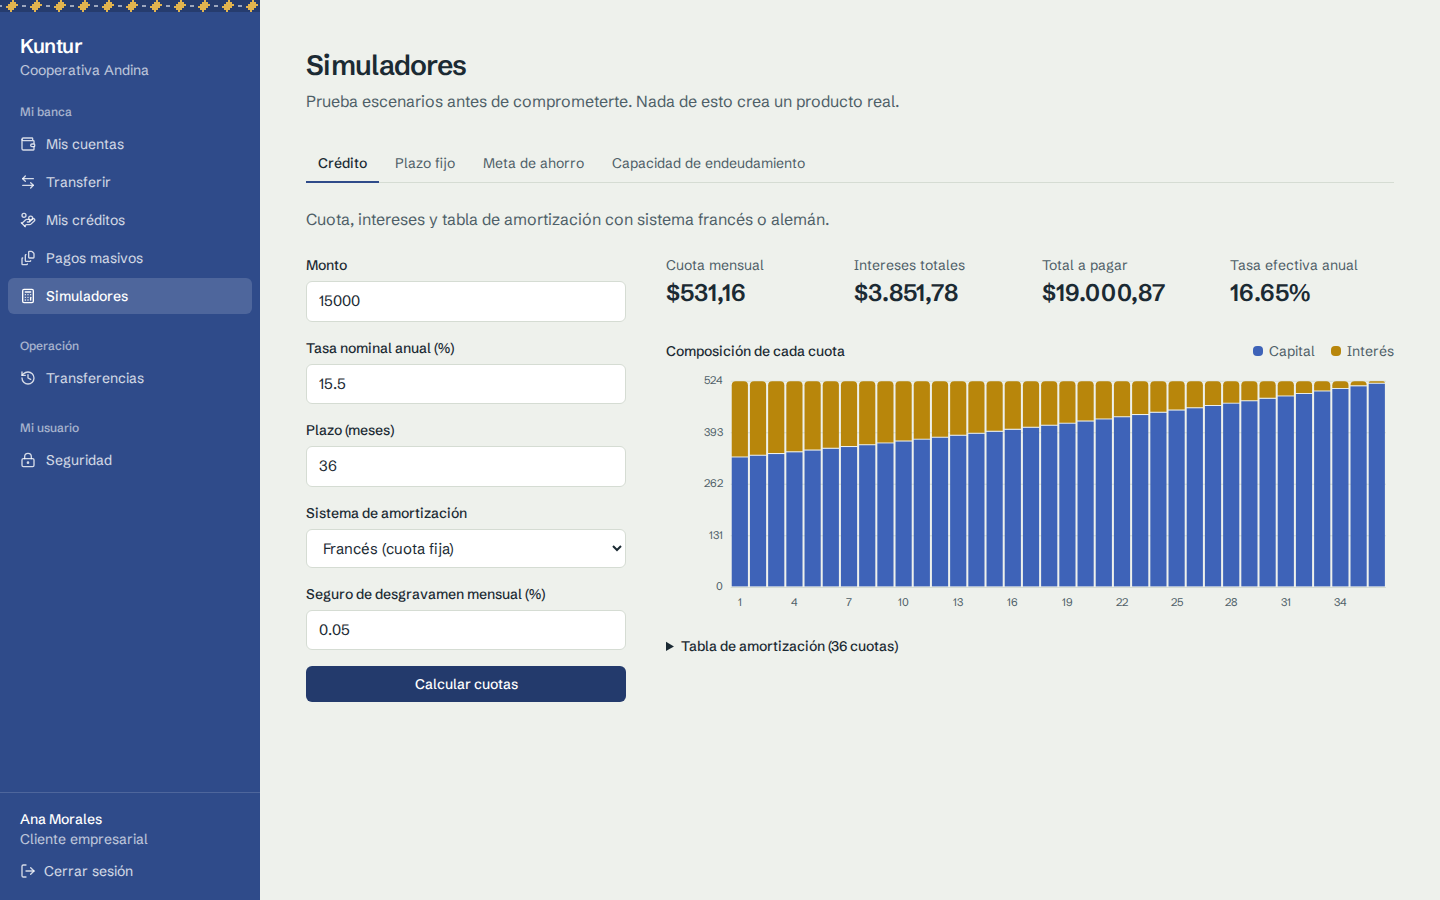 Kuntur
Cooperativa Andina
Mi banca
Mis cuentas
Transferir
Mis créditos
Pagos masivos
Simuladores
Operación
Transferencias
Mi usuario
Seguridad
Ana Morales
Cliente empresarial
Cerrar sesión
Simuladores
Prueba escenarios antes de comprometerte. Nada de esto crea un producto real.
Crédito Plazo fijo Meta de ahorro Capacidad de endeudamiento
Cuota, intereses y tabla de amortización con sistema francés o alemán.
Monto
15000
Tasa nominal anual (%)
15.5
Plazo (meses)
36
Sistema de amortización
Francés (cuota fija)
Seguro de desgravamen mensual (%)
0.05
Calcular cuotas
Cuota mensual Intereses totales Total a pagar Tasa efectiva anual
$531,16 $3.851,78 $19.000,87 16.65%
Composición de cada cuota Capital Interés
524
393
262
131
0
1 4 7 10 13 16 19 22 25 28 31 34
Tabla de amortización (36 cuotas)